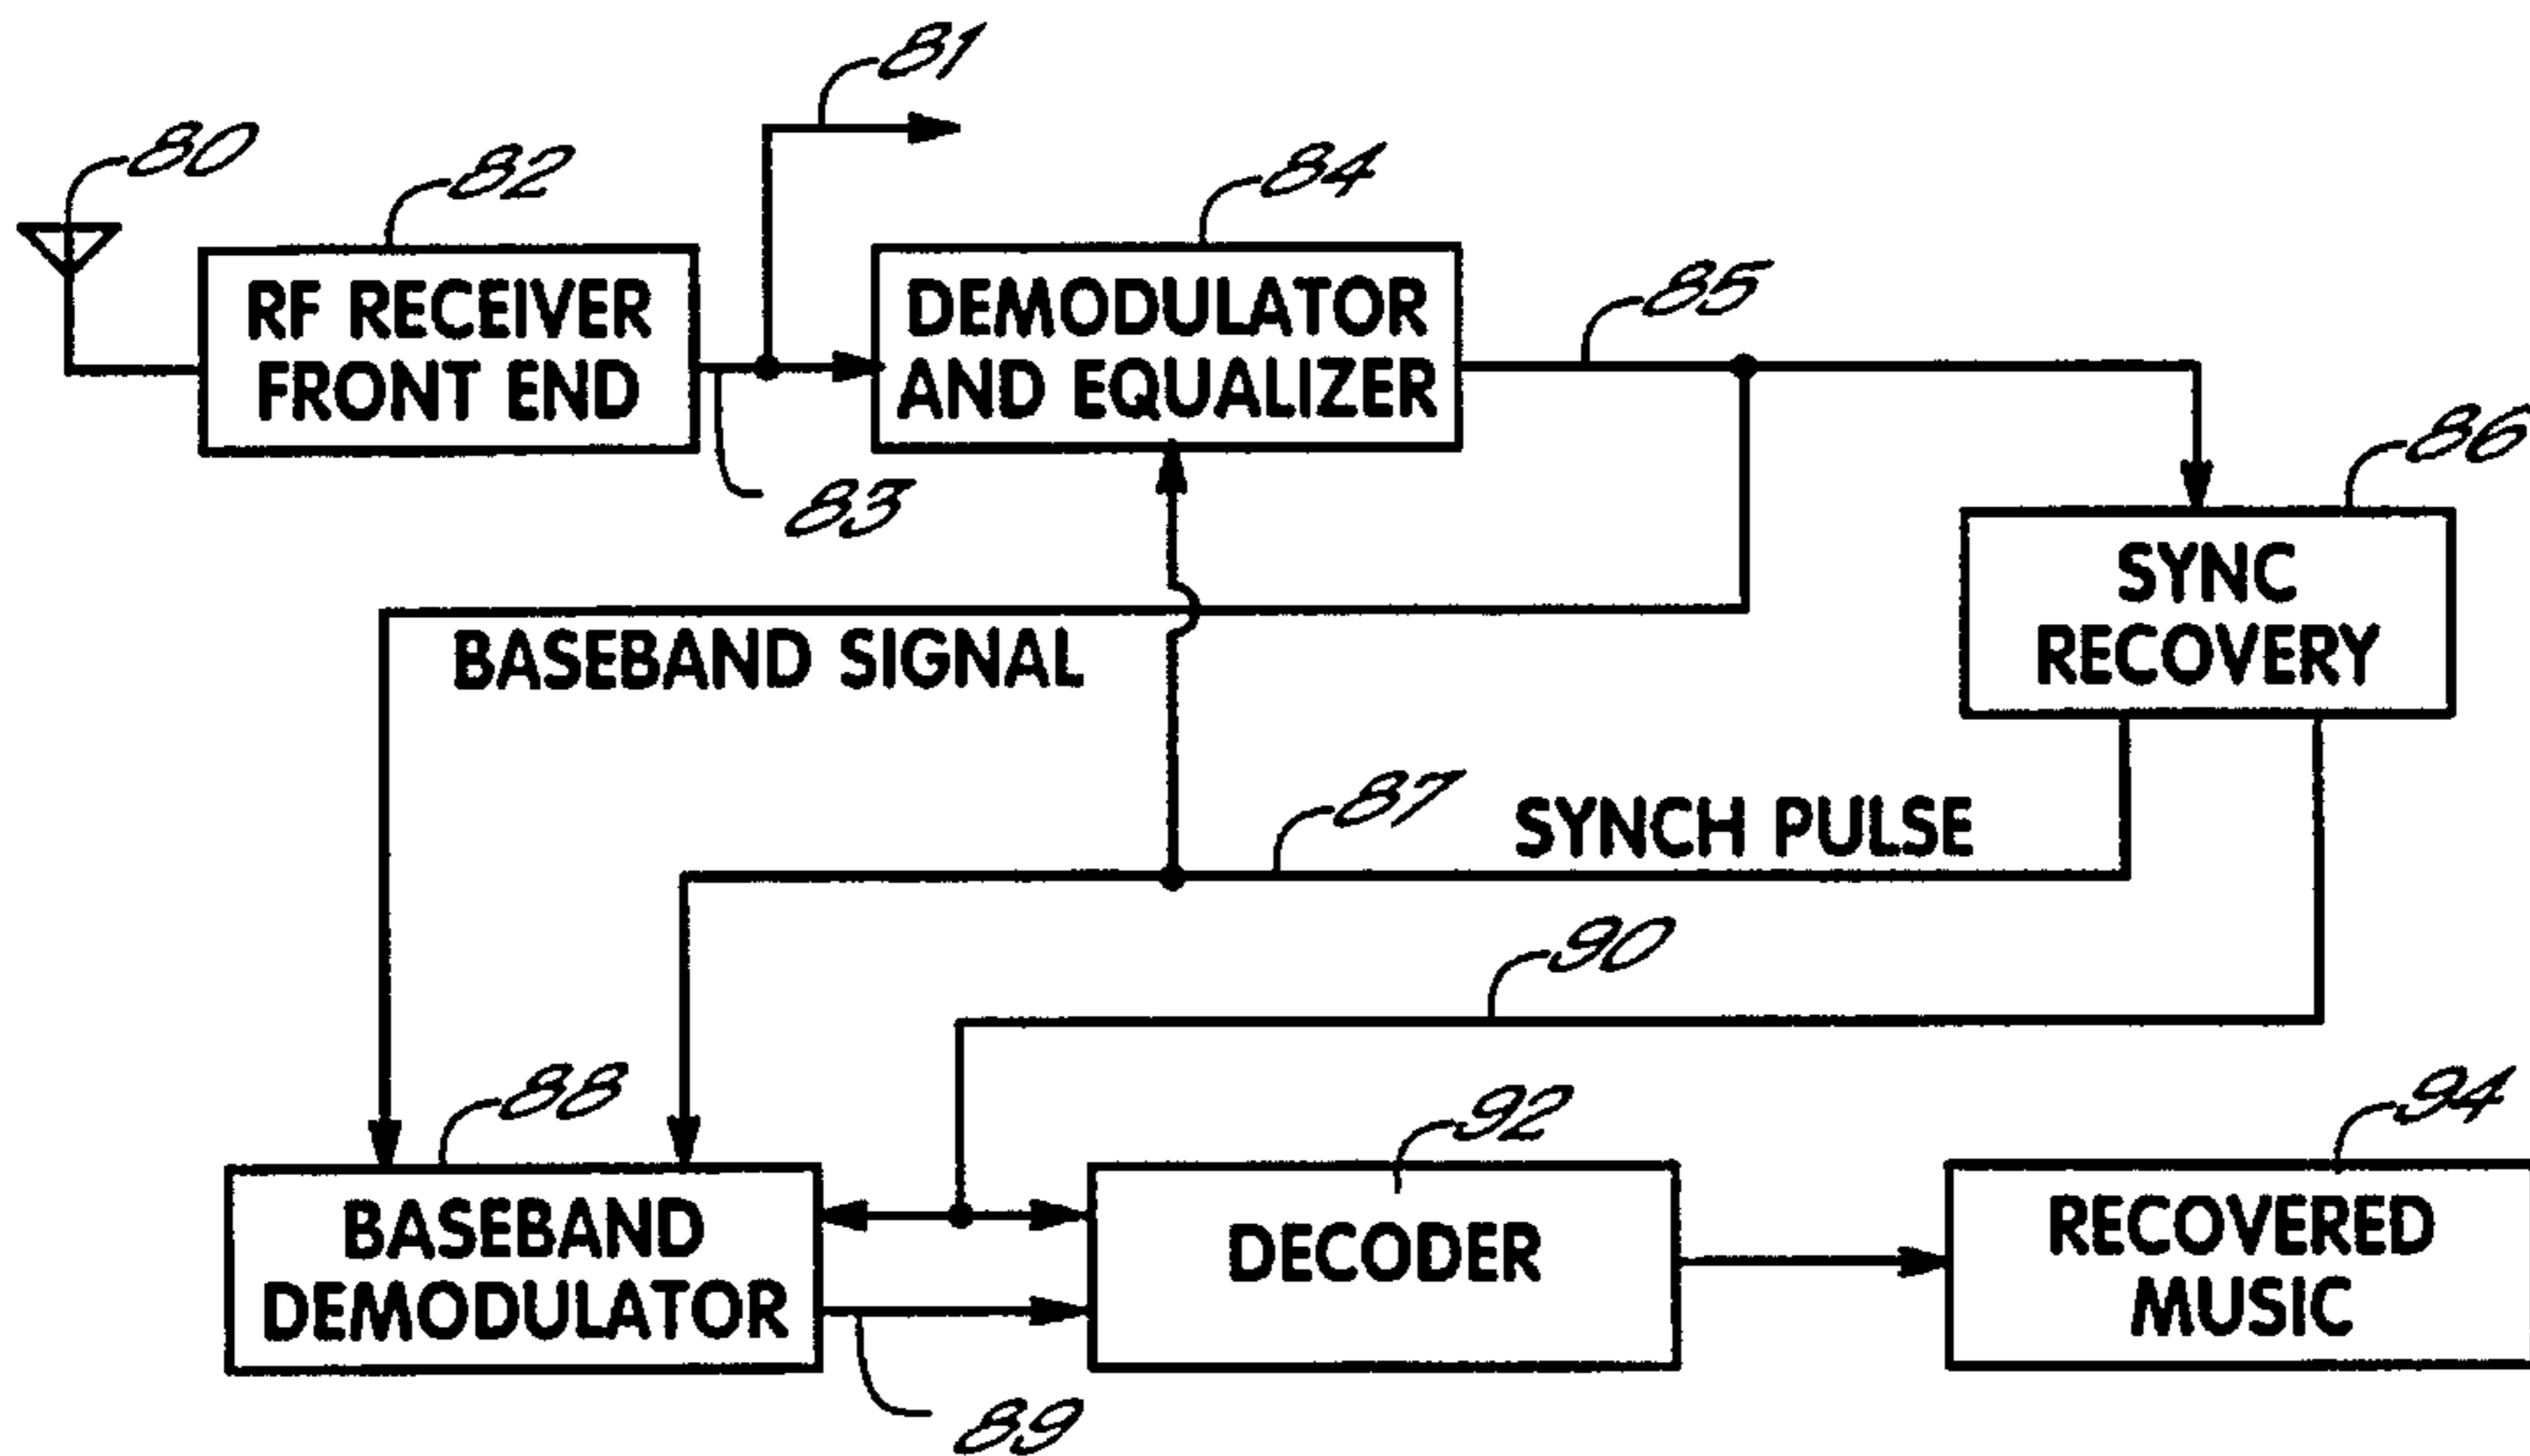 81
80
82
84
RF RECEIVER
FRONT END
DEMODULATOR
AND EQUALIZER
85
83
86
SYNC
RECOVERY
BASEBAND SIGNAL
87
SYNCH PULSE
90
88
92
94
BASEBAND
DEMODULATOR
DECODER
RECOVERED
MUSIC
89